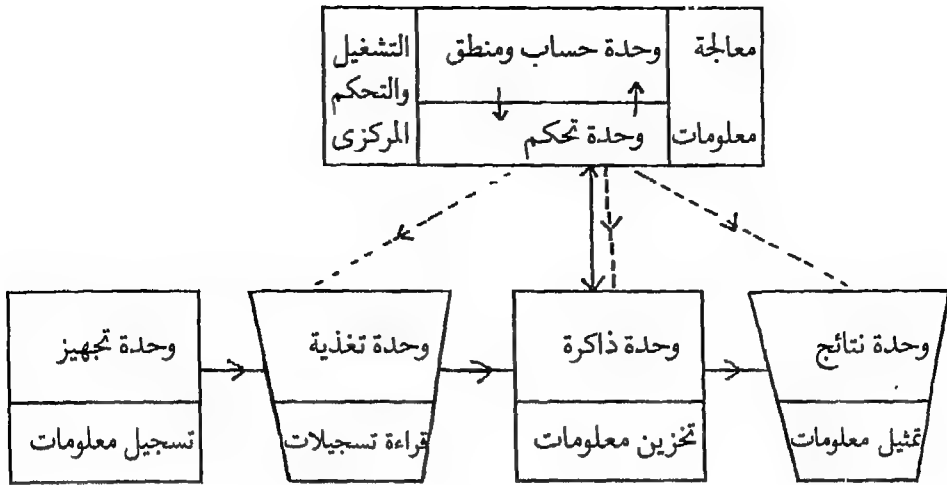 معالجة
معلومات
وحدة حساب ومنطق
وحدة تحكم
التشغيل
والتحكم
المركزى
وحدة تجهيز
تسجيل معلومات
وحدة تغذية
قراءة تسجيلات
وحدة ذاكرة
تخزين معلومات
وحدة نتائج
تمثيل معلومات